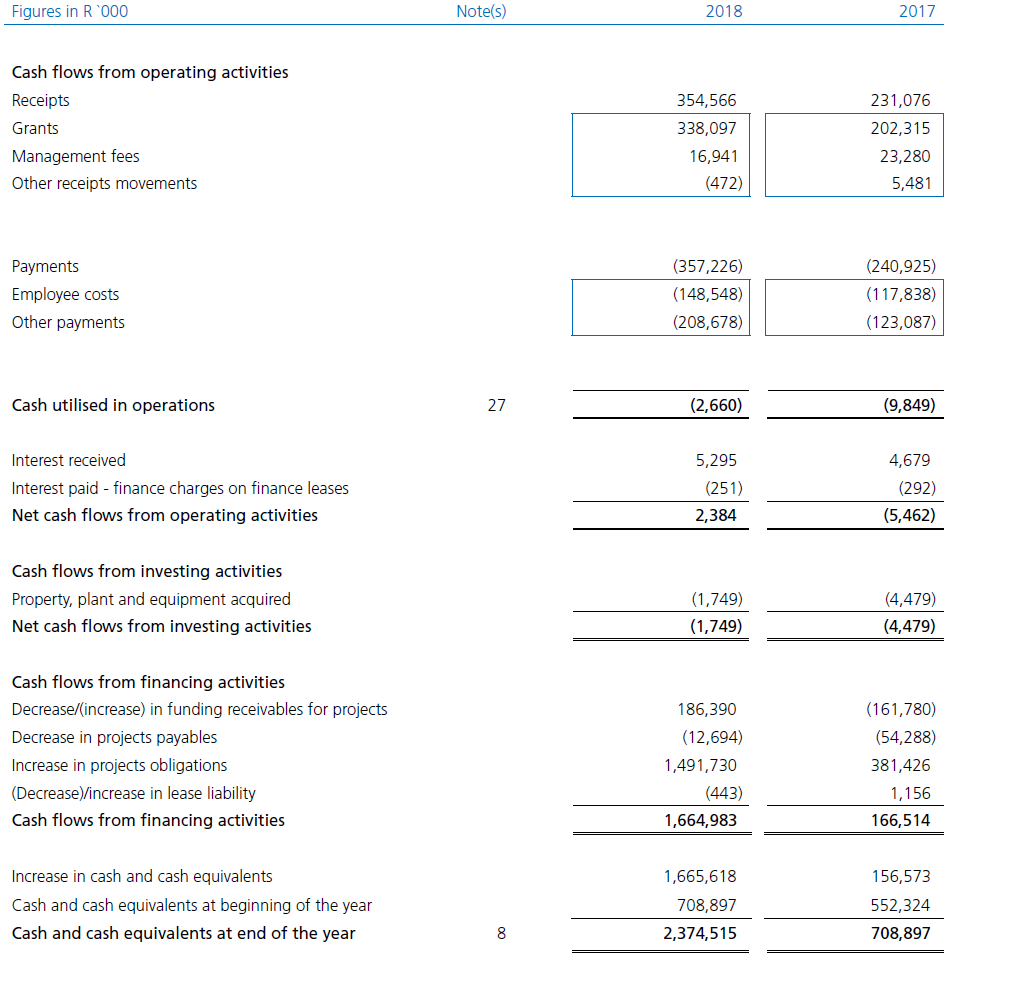 Figures in R `000 Note(s) 2018 2017
Cash flows from operating activities
Receipts 354,566 231,076
Grants 338,097 202,315
Management fees 16,941 23,280
Other receipts movements (472) 5,481
Payments (357,226) (240,925)
Employee costs (148,548) (117,838)
Other payments (208,678) (123,087)
Cash utilised in operations 27 (2,660) (9,849)
Interest received 5,295 4,679
Interest paid - finance charges on finance leases (251) (292)
Net cash flows from operating activities 2,384 (5,462)
Cash flows from investing activities
Property, plant and equipment acquired (1,749) (4,479)
Net cash flows from investing activities (1,749) (4,479)
Cash flows from financing activities
Decrease/(increase) in funding receivables for projects 186,390 (161,780)
Decrease in projects payables (12,694) (54,288)
Increase in projects obligations 1,491,730 381,426
(Decrease)/increase in lease liability (443) 1,156
Cash flows from financing activities 1,664,983 166,514
Increase in cash and cash equivalents 1,665,618 156,573
Cash and cash equivalents at beginning of the year 708,897 552,324
Cash and cash equivalents at end of the year 8 2,374,515 708,897